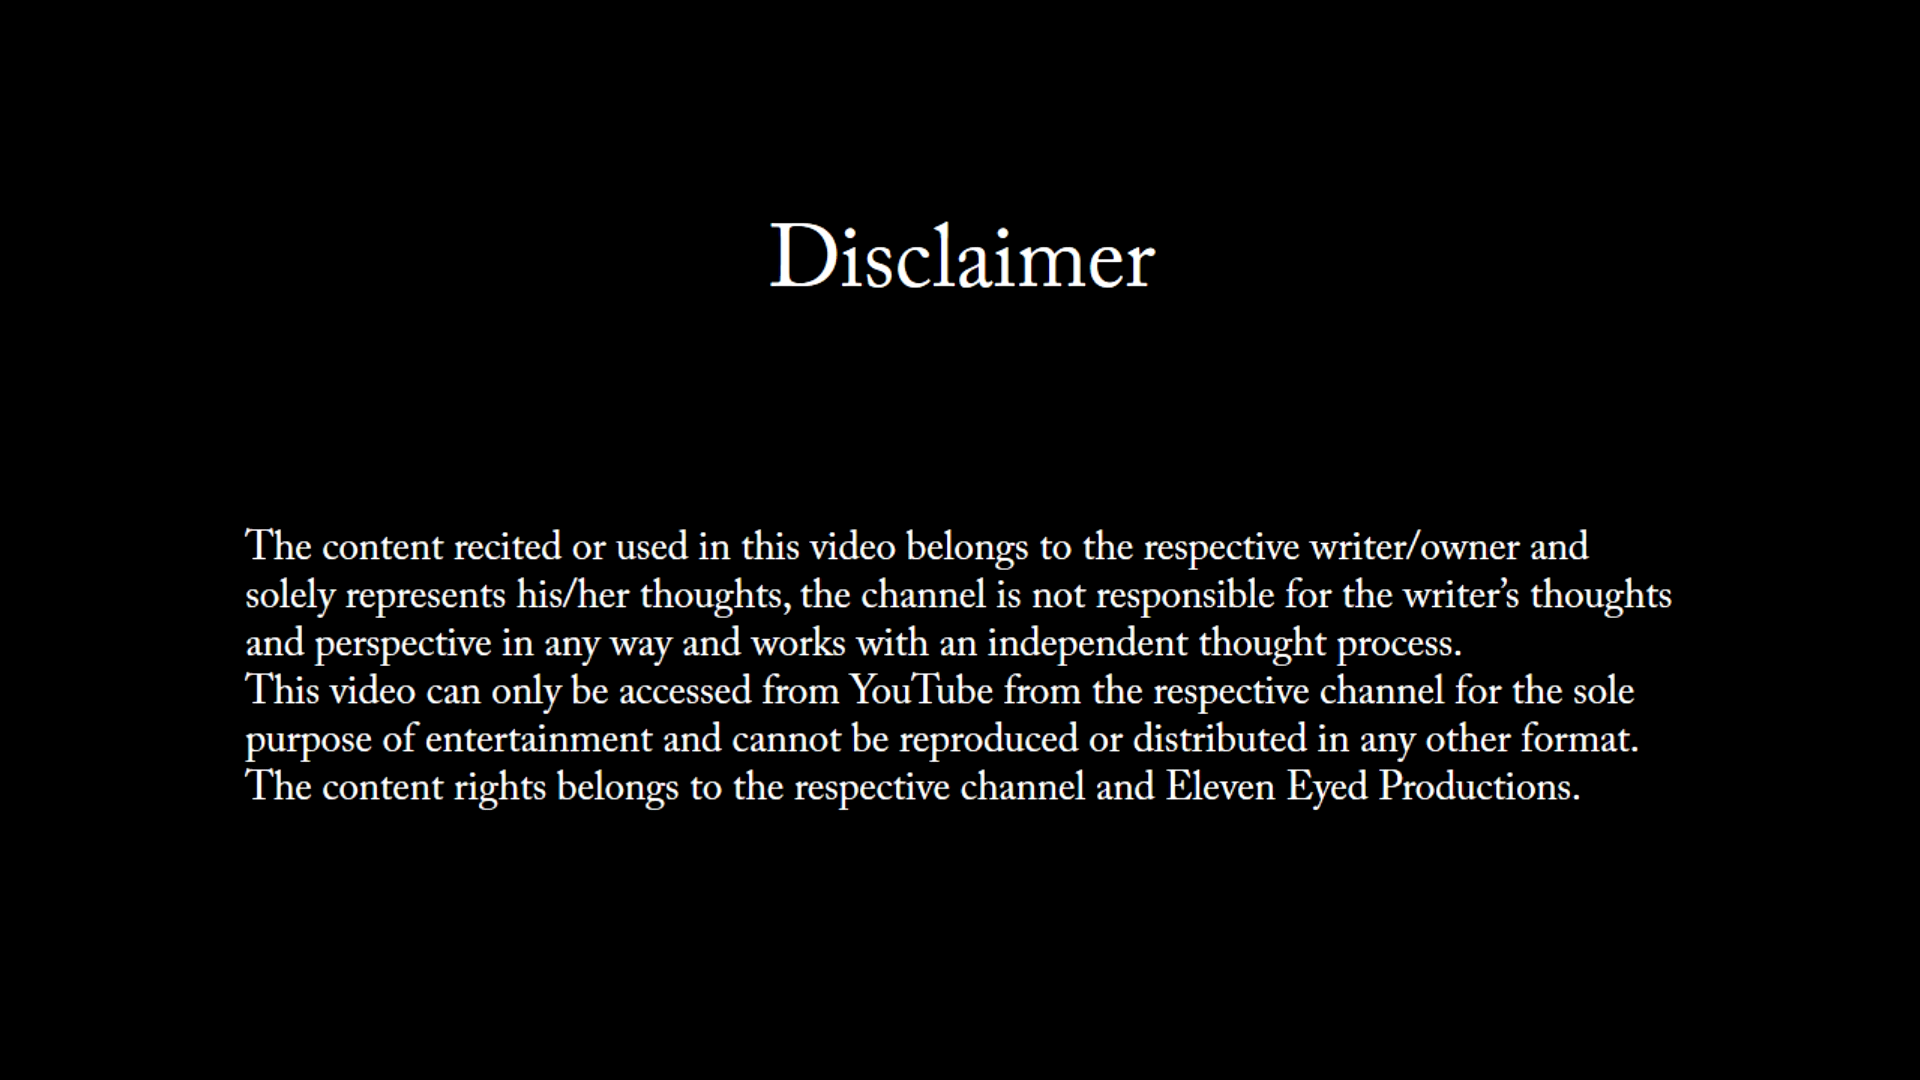 Disclaimer
The content recited or used in this video belongs to the respective writer/owner and
solely represents his/her thoughts, the channel is not responsible for the writer’s thoughts
and perspective in any way and works with an independent thought process.
This video can only be accessed from YouTube from the respective channel for the sole
purpose of entertainment and cannot be reproduced or distributed in any other format.
The content rights belongs to the respective channel and Eleven Eyed Productions.